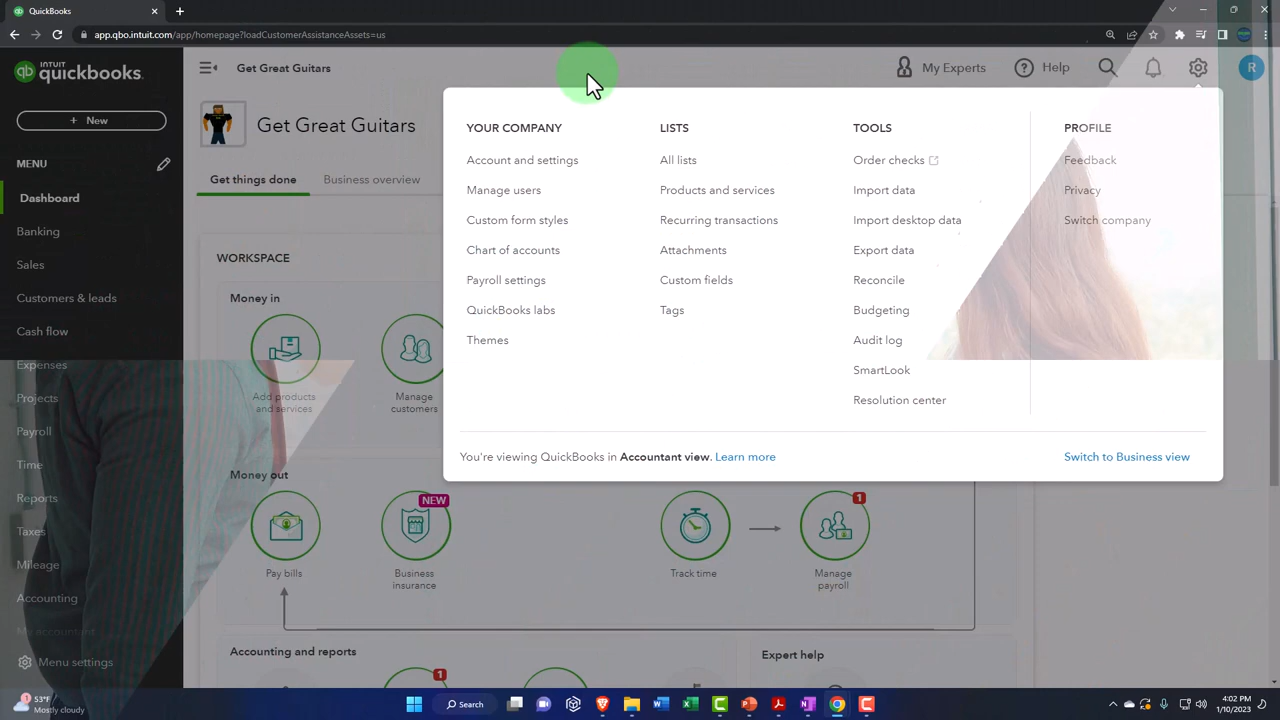 QuickBooks
app.qbo.intuit.com/app/homepage?loadCustomerAssistanceAssets=us
INTUIT
quickbooks.
Get Great Guitars
My Experts
Help
R
+ New
Get Great Guitars
MENU
Get things done
Business overview
Dashboard
Banking
Sales
Customers & leads
Cash flow
Expenses
Projects
Payroll
Time
Reports
Taxes
Mileage
Accounting
My accountant
Menu settings
YOUR COMPANY
Account and settings
Manage users
Custom form styles
Chart of accounts
Payroll settings
QuickBooks labs
Themes
LISTS
All lists
Products and services
Recurring transactions
Attachments
Custom fields
Tags
TOOLS
Order checks
Import data
Import desktop data
Export data
Reconcile
Budgeting
Audit log
SmartLook
Resolution center
PROFILE
Feedback
Privacy
Switch company
You're viewing QuickBooks in Accountant view. Learn more
Switch to Business view
WORKSPACE
Money in
Add products
and services
Manage
customers
Money out
NEW
1
Pay bills
Business
insurance
Track time
Manage
payroll
Accounting and reports
1
Expert help
1
53°F
Mostly cloudy
Search
4:02 PM
1/10/2023